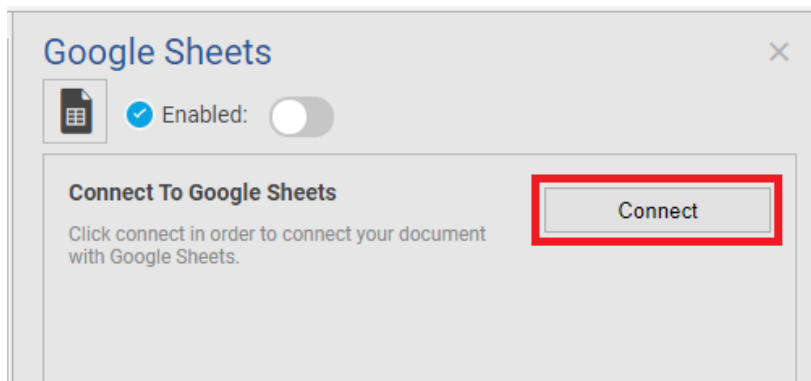 Google Sheets
Enabled:
Connect To Google Sheets
Connect
Click connect in order to connect your document
with Google Sheets.